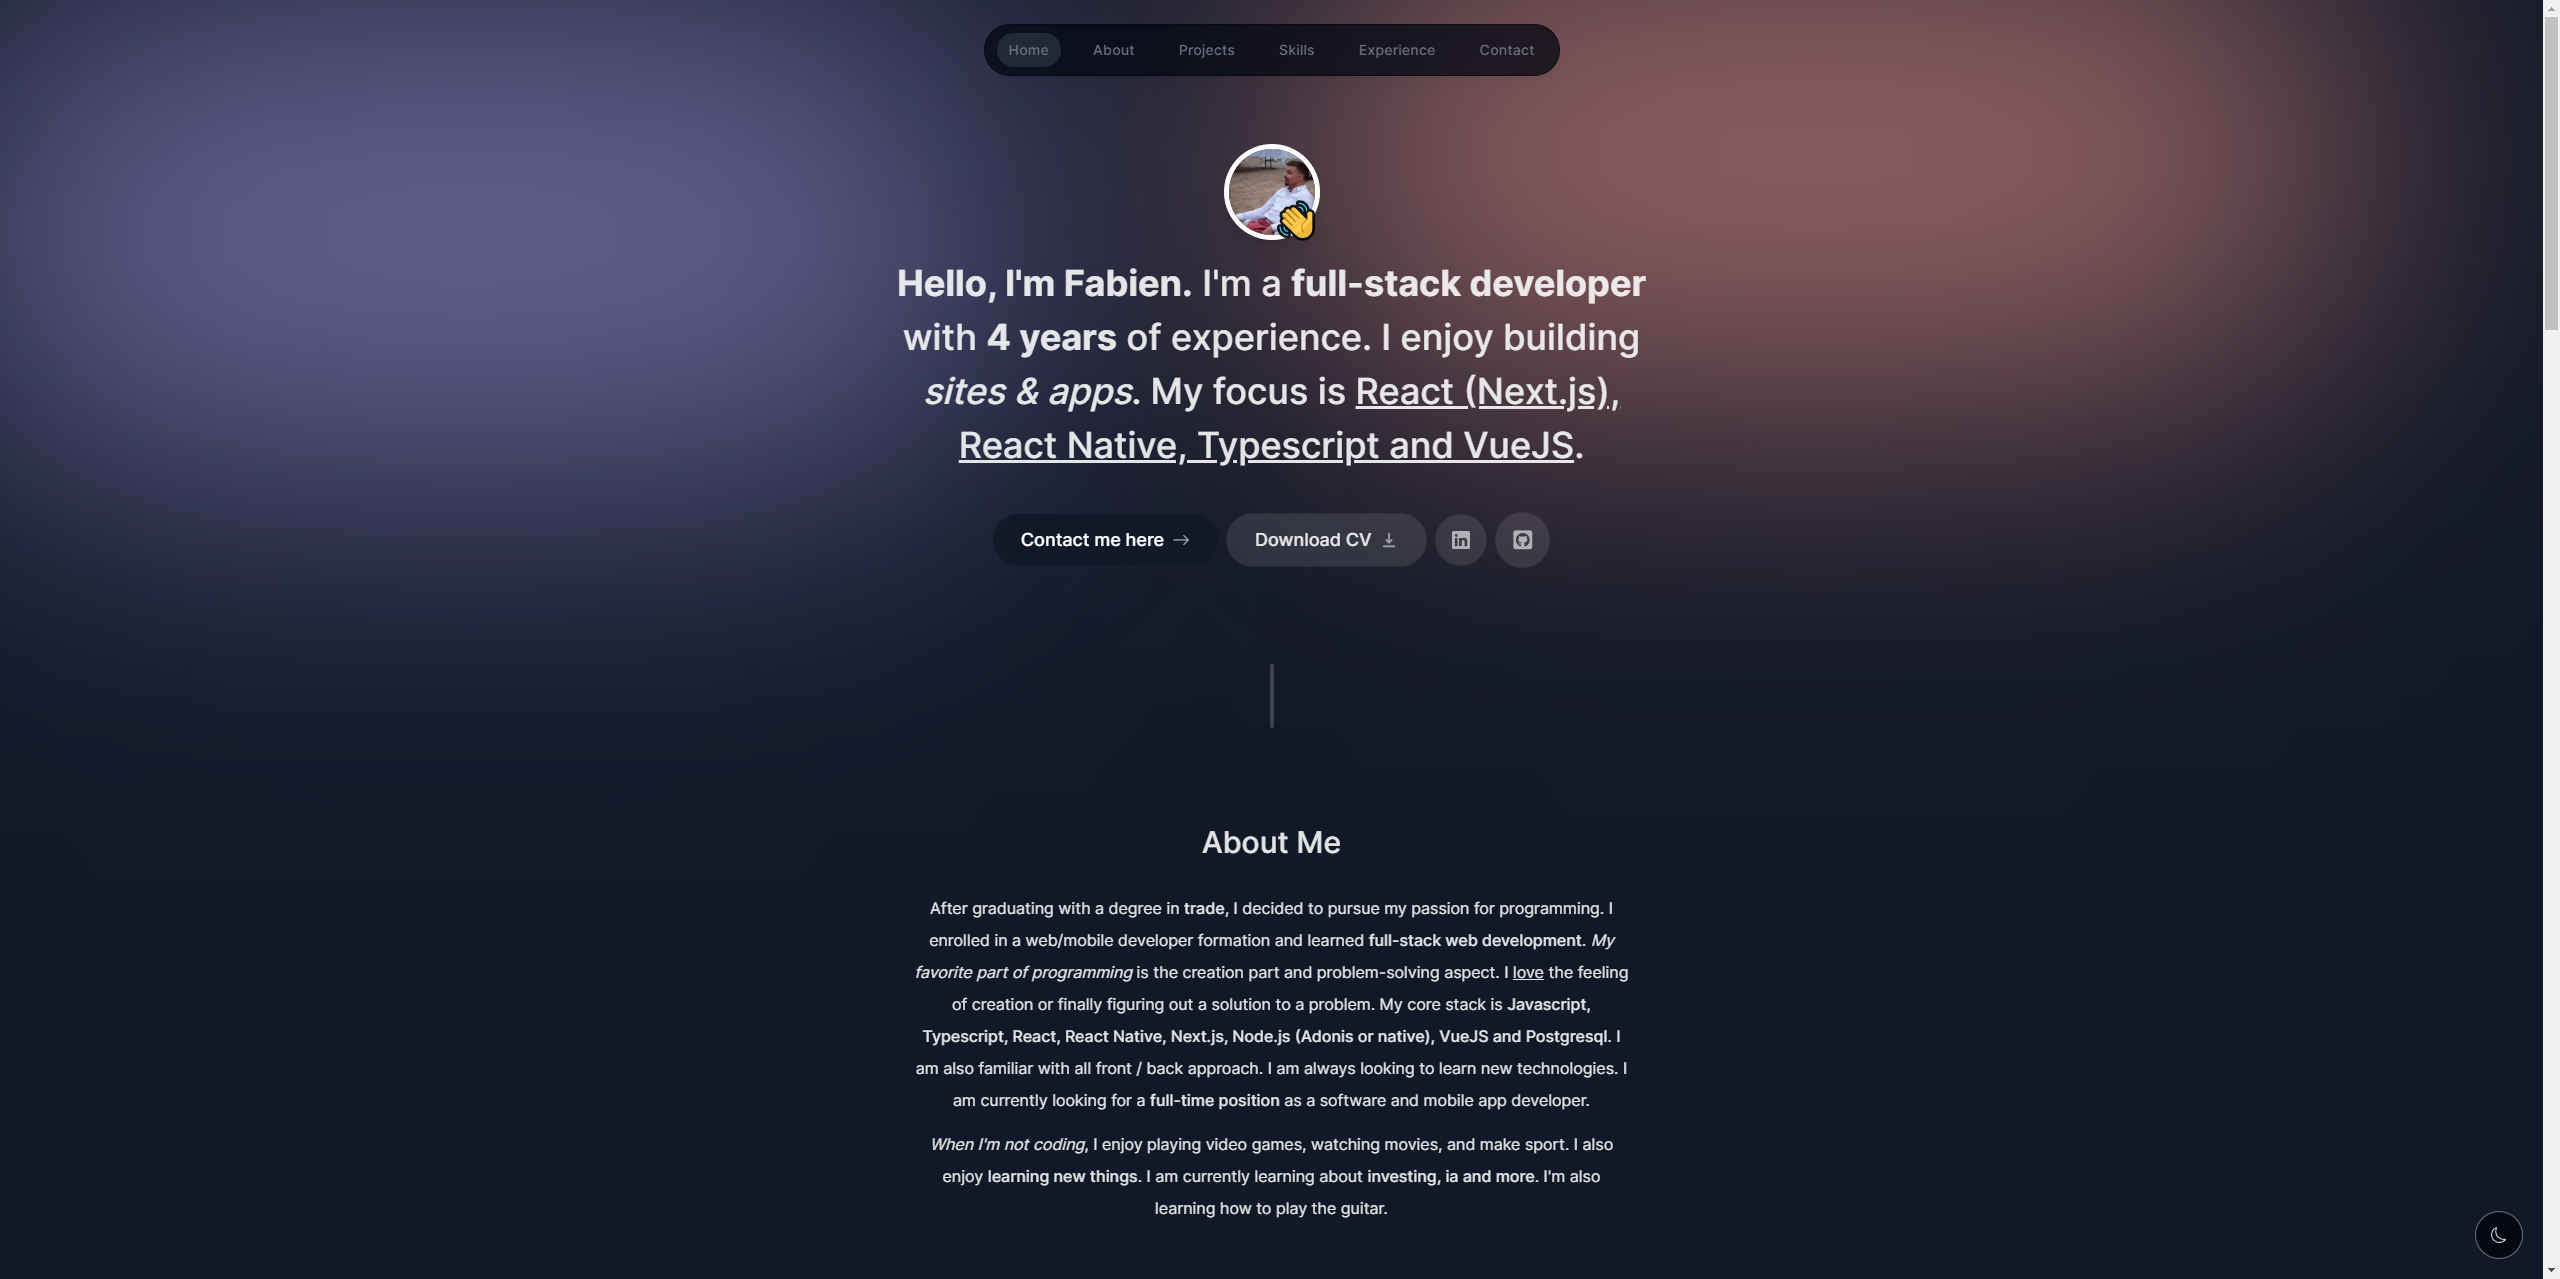 Home About Projects Skills Experience Contact
Hello, I'm Fabien. I'm a full-stack developer
with 4 years of experience. I enjoy building
sites & apps. My focus is React (Next.js),
React Native, Typescript and VueJS.
Contact me here Download CV in
About Me
After graduating with a degree in trade, I decided to pursue my passion for programming. I
enrolled in a web/mobile developer formation and learned full-stack web development. My
favorite part of programming is the creation part and problem-solving aspect. I love the feeling
of creation or finally figuring out a solution to a problem. My core stack is Javascript,
Typescript, React, React Native, Next.js, Node.js (Adonis or native), VueJS and Postgresql. I
am also familiar with all front / back approach. I am always looking to learn new technologies. I
am currently looking for a full-time position as a software and mobile app developer.
When I'm not coding, I enjoy playing video games, watching movies, and make sport. I also
enjoy learning new things. I am currently learning about investing, ia and more. I'm also
learning how to play the guitar.